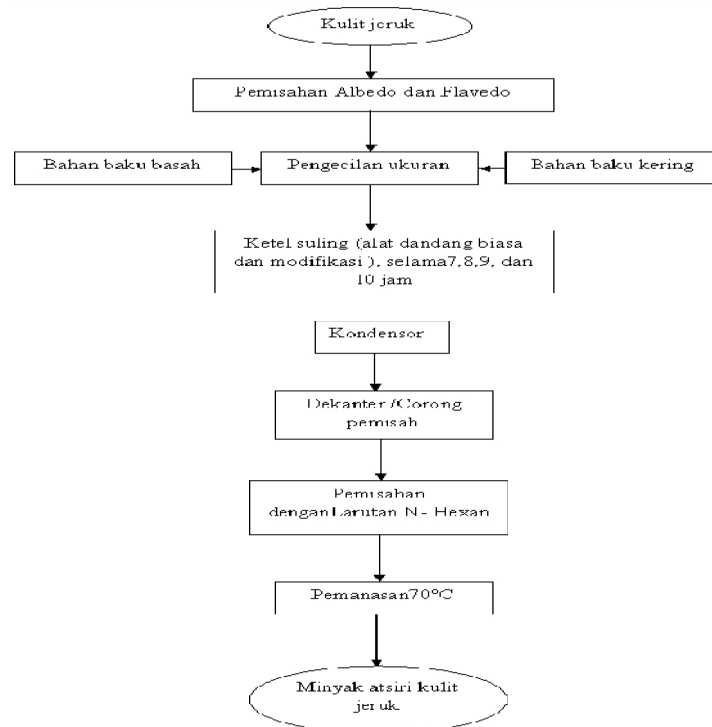 Kulit jeruk
Pemisahan Albedo dan Flavedo
Bahan baku basah
Pengecilan ukuran
Bahan baku kering
Ketel suling (alat dandang biasa
dan modifikasi ), selama7,8,9, dan
10 jam
Kondensor
Dekanter /Corong
pemisah
Pemisahan
denganLarutan N- Hexan
Pemanasan70°C
Minyak atsiri kulit
jeruk